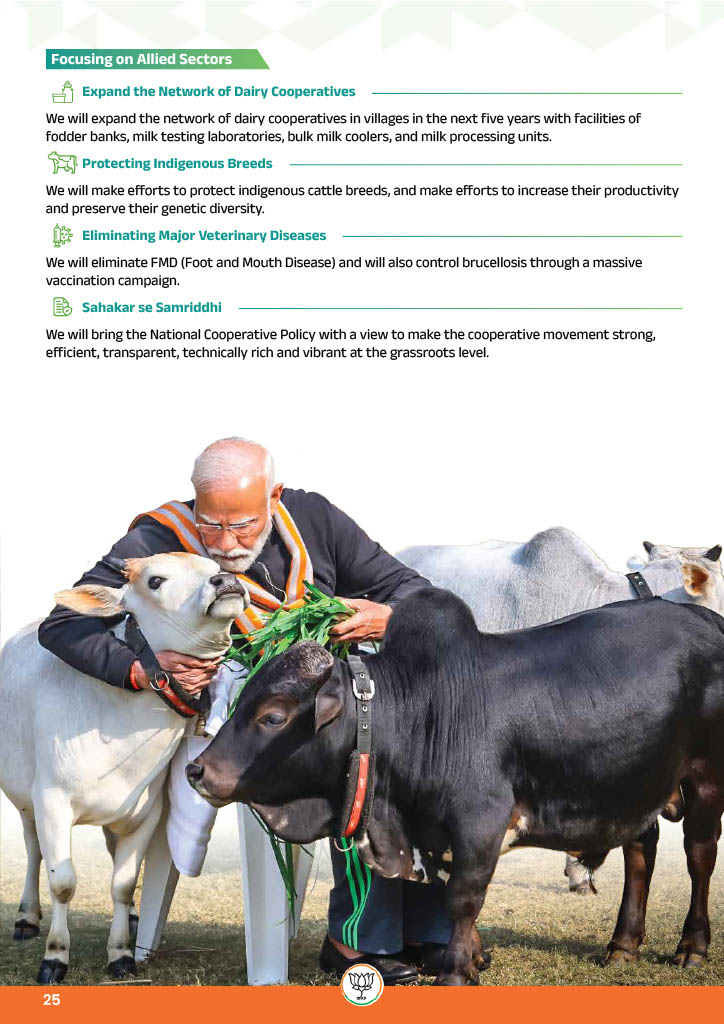 Focusing on Allied Sectors
Expand the Network of Dairy Cooperatives
We will expand the network of dairy cooperatives in villages in the next five years with facilities of
fodder banks, milk testing laboratories, bulk milk coolers, and milk processing units.
Protecting Indigenous Breeds
We will make efforts to protect indigenous cattle breeds, and make efforts to increase their productivity
and preserve their genetic diversity.
Eliminating Major Veterinary Diseases
We will eliminate FMD (Foot and Mouth Disease) and will also control brucellosis through a massive
vaccination campaign.
Sahakar se Samriddhi
We will bring the National Cooperative Policy with a view to make the cooperative movement strong,
efficient, transparent, technically rich and vibrant at the grassroots level.
25